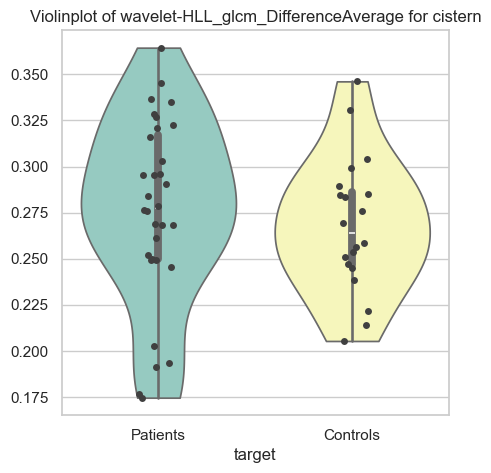 Violinplot of wavelet-HLL_glcm_DifferenceAverage for cistern
0.350
0.325
0.300
0.275
0.250
0.225
0.200
0.175
Patients
Controls
target